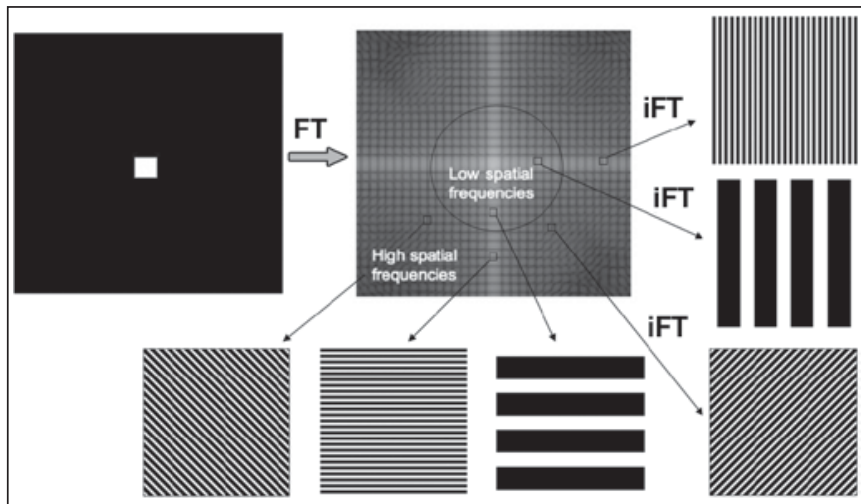 FT
iFT
iFT
Low spatial
frequencies
High spatial
frequencies
iFT